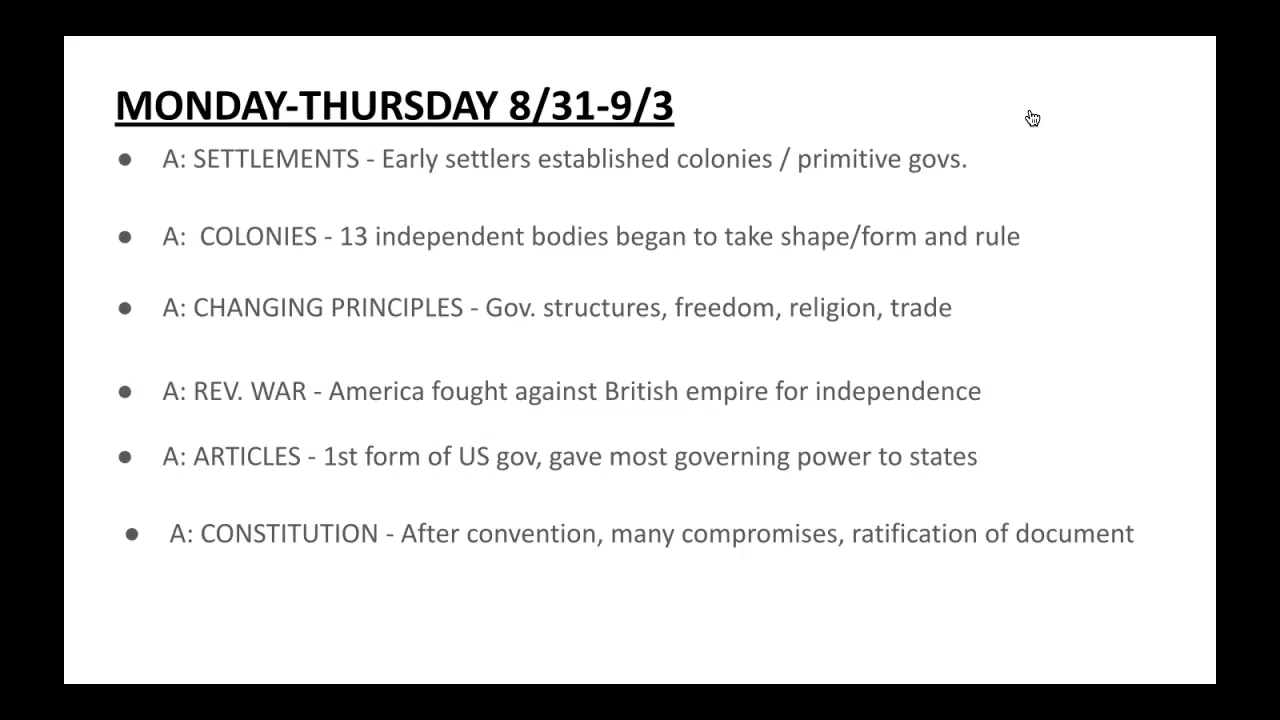 MONDAY-THURSDAY 8/31-9/3
● A: SETTLEMENTS - Early settlers established colonies / primitive govs.
● A:  COLONIES - 13 independent bodies began to take shape/form and rule
● A: CHANGING PRINCIPLES - Gov. structures, freedom, religion, trade
● A: REV. WAR - America fought against British empire for independence
● A: ARTICLES - 1st form of US gov, gave most governing power to states
● A: CONSTITUTION - After convention, many compromises, ratification of document